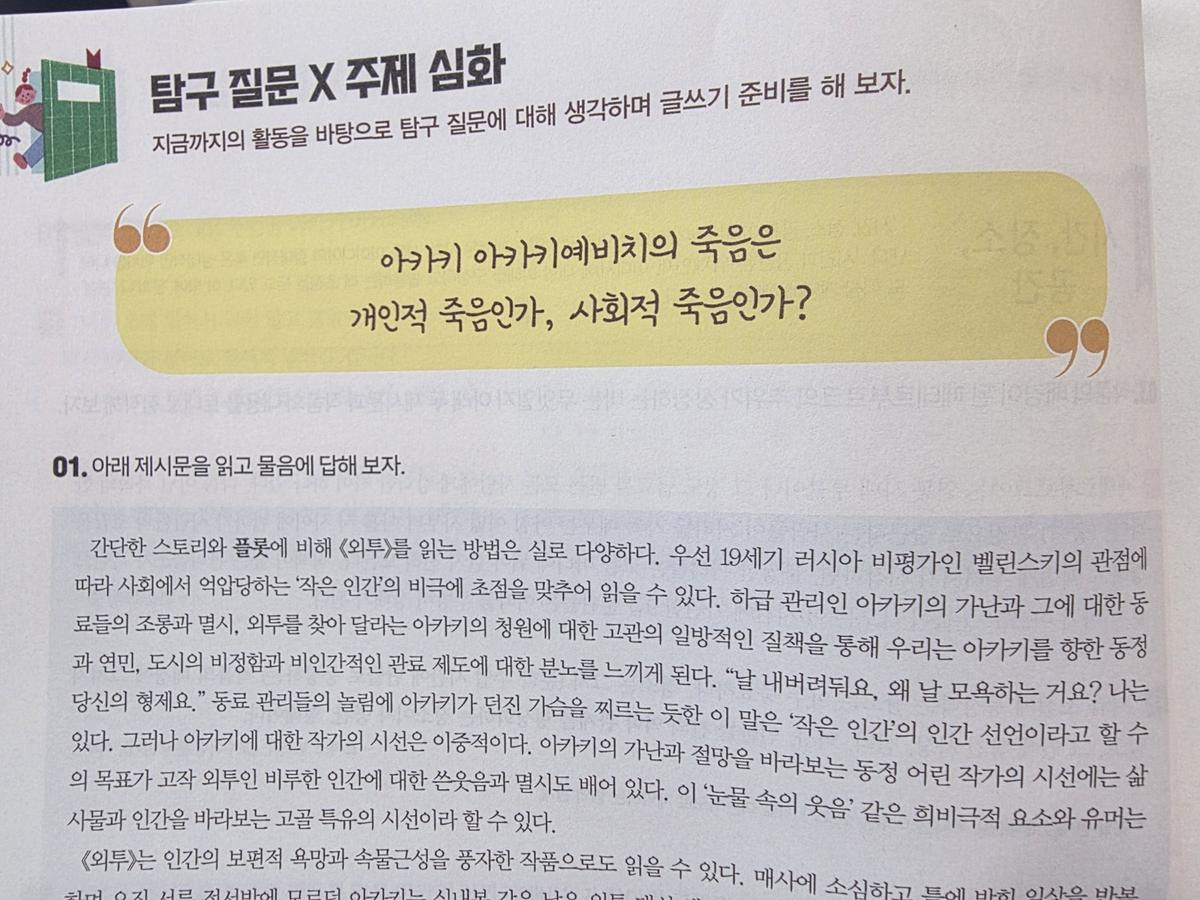 탐구 질문 X 주제 심화
지금까지의 활동을 바탕으로 탐구 질문에 대해 생각하며 글쓰기 준비를 해 보자.
“
아카키 아카키예비치의 죽음은
개인적 죽음인가, 사회적 죽음인가?
”
01. 아래 제시문을 읽고 물음에 답해 보자.
간단한 스토리와 플롯에 비해 《외투》를 읽는 방법은 실로 다양하다. 우선 19세기 러시아 비평가인 벨린스키의 관점에
따라 사회에서 억압당하는 ‘작은 인간’의 비극에 초점을 맞추어 읽을 수 있다. 하급 관리인 아카키의 가난과 그에 대한 동
료들의 조롱과 멸시, 외투를 찾아 달라는 아카키의 청원에 대한 고관의 일방적인 질책을 통해 우리는 아카키를 향한 동정
과 연민, 도시의 비정함과 비인간적인 관료 제도에 대한 분노를 느끼게 된다. “날 내버려둬요, 왜 날 모욕하는 거요? 나는
당신의 형제요.” 동료 관리들의 놀림에 아카키가 던진 가슴을 찌르는 듯한 이 말은 ‘작은 인간’의 인간 선언이라고 할 수
있다. 그러나 아카키에 대한 작가의 시선은 이중적이다. 아카키의 가난과 절망을 바라보는 동정 어린 작가의 시선에는 삶
의 목표가 고작 외투인 비루한 인간에 대한 쓴웃음과 멸시도 배어 있다. 이 ‘눈물 속의 웃음’ 같은 희비극적 요소와 유머는
사물과 인간을 바라보는 고골 특유의 시선이라 할 수 있다.
《외투》는 인간의 보편적 욕망과 속물근성을 풍자한 작품으로도 읽을 수 있다. 매사에 소심하고 틀에 박힌 일상을 반복